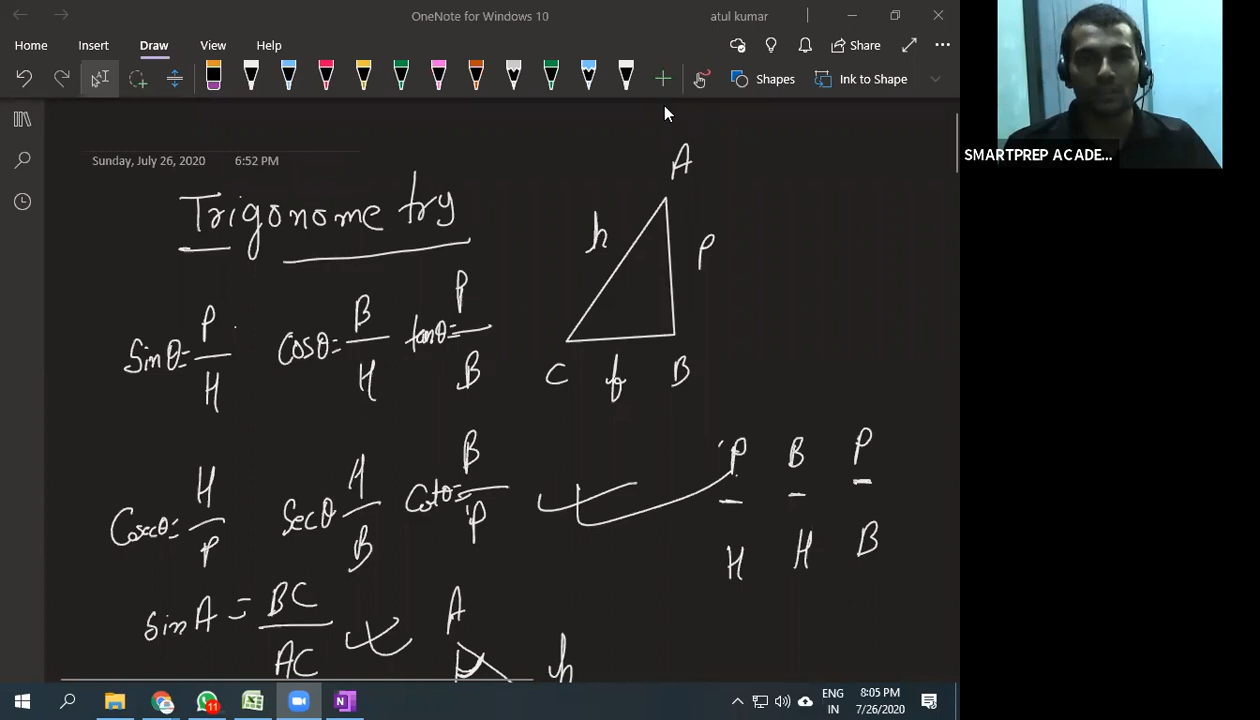 OneNote for Windows 10
atul kumar
Home Insert Draw View Help
Share
Shapes
Ink to Shape
SMARTPREP ACADE...
Sunday, July 26, 2020 6:52 PM
Trigonometry
A
h P
C b B
Sinθ= P/H Cosθ= B/H tanθ= P/B
Cosecθ= H/P Secθ H/B Cotθ= B/P
P B P
H H B
sin A = BC/AC
A
h
11
N
ENG
IN
8:05 PM
7/26/2020